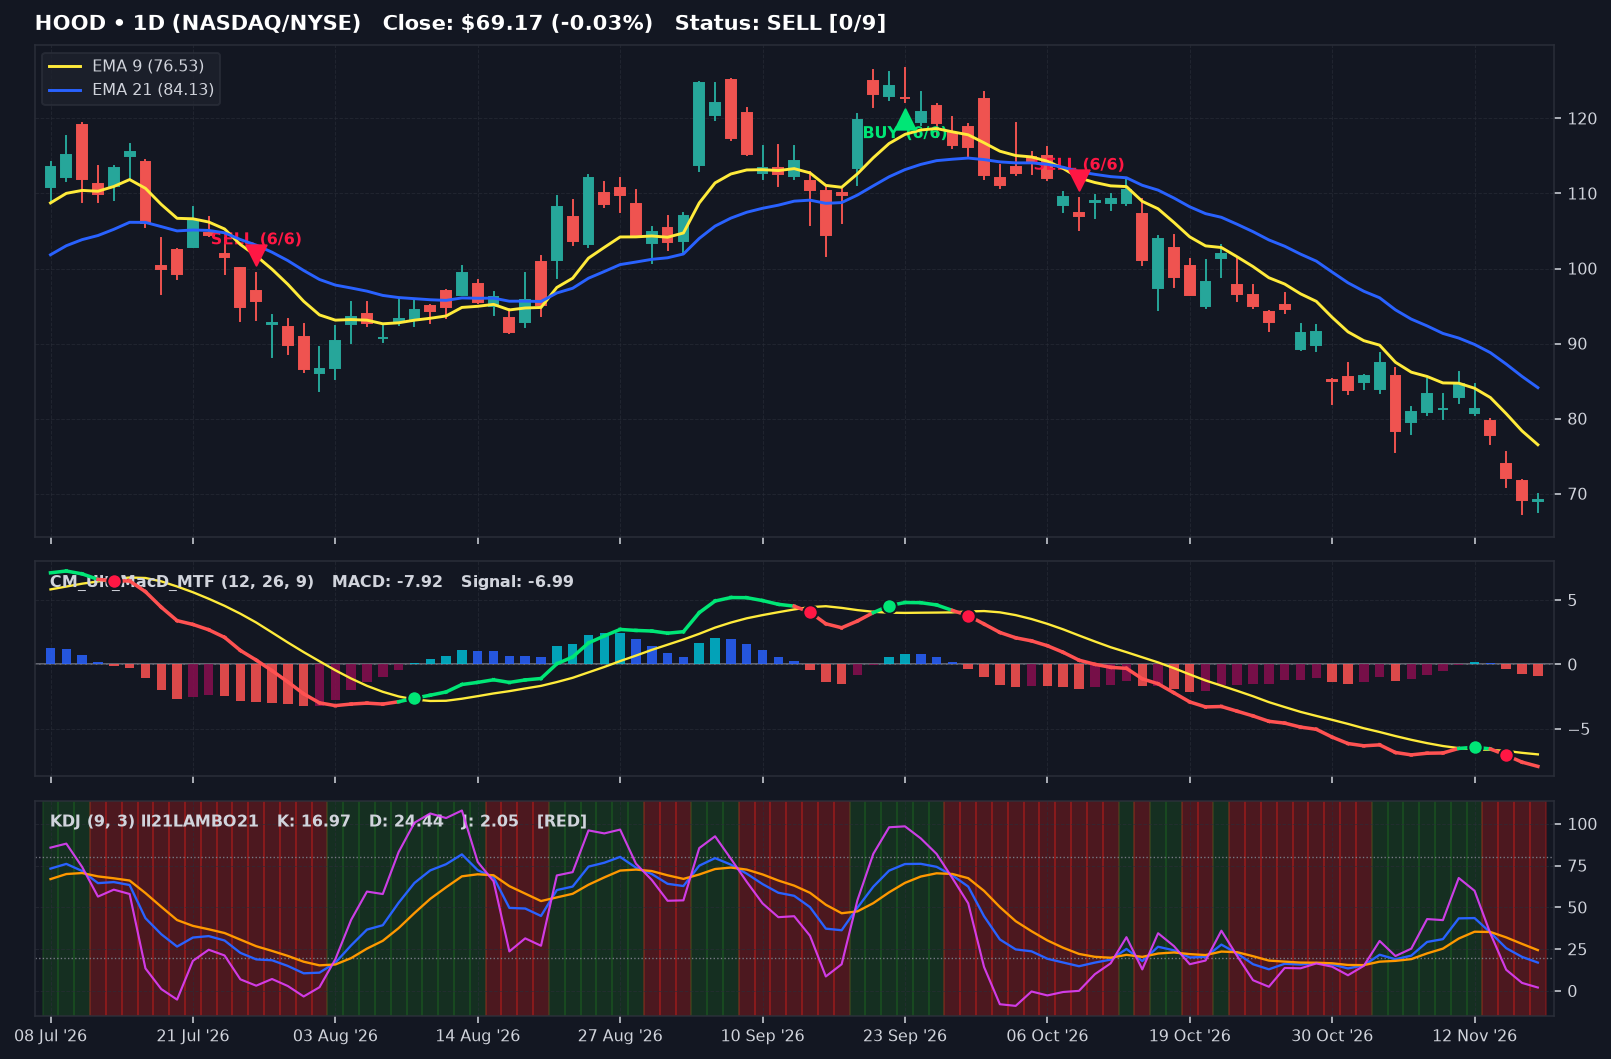 HOOD • 1D (NASDAQ/NYSE)   Close: $69.17 (-0.03%)   Status: SELL [0/9]
EMA 9 (76.53)
EMA 21 (84.13)
120
110
100
90
80
70
SELL (6/6)
BUY (6/6)
SELL (6/6)
CM_Ult_MacD_MTF (12, 26, 9)   MACD: -7.92   Signal: -6.99
5
0
−5
KDJ (9, 3) ll21LAMBO21   K: 16.97   D: 24.44   J: 2.05   [RED]
100
75
50
25
0
08 Jul '26
21 Jul '26
03 Aug '26
14 Aug '26
27 Aug '26
10 Sep '26
23 Sep '26
06 Oct '26
19 Oct '26
30 Oct '26
12 Nov '26